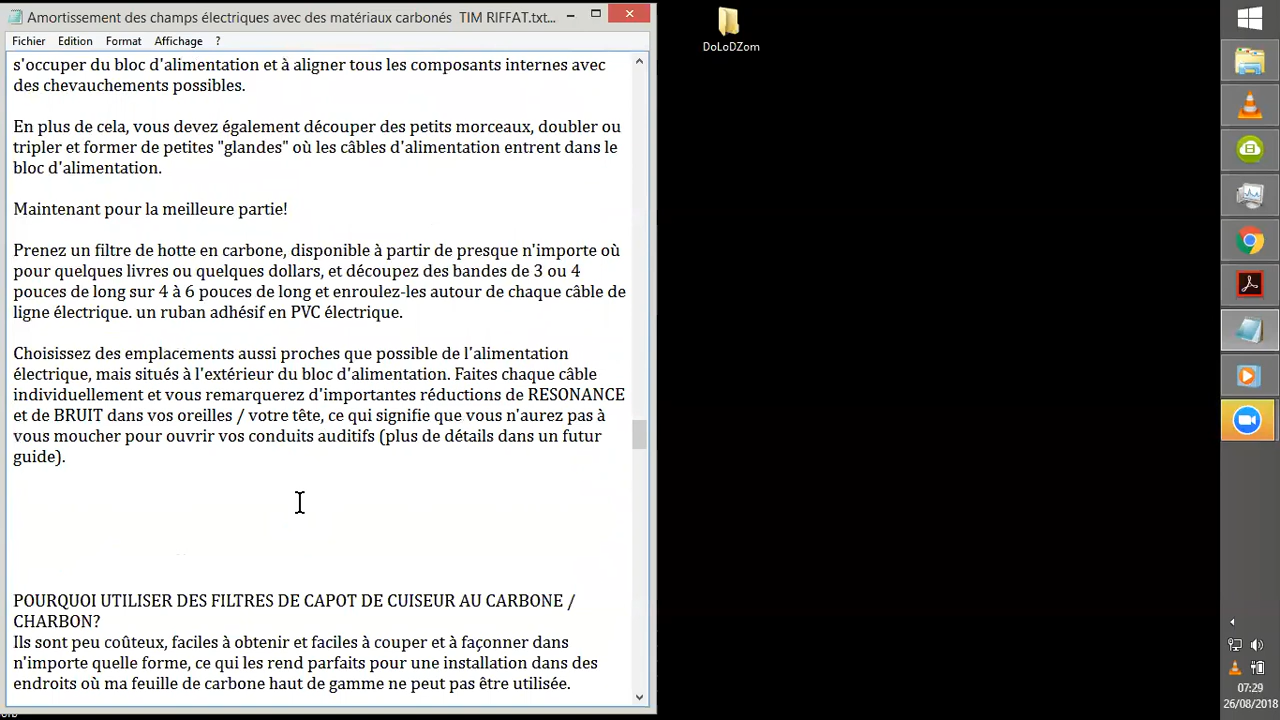 Amortissement des champs électriques avec des matériaux carbonés TIM RIFFAT.txt...
Fichier Edition Format Affichage ?
s'occuper du bloc d'alimentation et à aligner tous les composants internes avec
des chevauchements possibles.
En plus de cela, vous devez également découper des petits morceaux, doubler ou
tripler et former de petites "glandes" où les câbles d'alimentation entrent dans le
bloc d'alimentation.
Maintenant pour la meilleure partie!
Prenez un filtre de hotte en carbone, disponible à partir de presque n'importe où
pour quelques livres ou quelques dollars, et découpez des bandes de 3 ou 4
pouces de long sur 4 à 6 pouces de long et enroulez-les autour de chaque câble de
ligne électrique. un ruban adhésif en PVC électrique.
Choisissez des emplacements aussi proches que possible de l'alimentation
électrique, mais situés à l'extérieur du bloc d'alimentation. Faites chaque câble
individuellement et vous remarquerez d'importantes réductions de RESONANCE
et de BRUIT dans vos oreilles / votre tête, ce qui signifie que vous n'aurez pas à
vous moucher pour ouvrir vos conduits auditifs (plus de détails dans un futur
guide).
POURQUOI UTILISER DES FILTRES DE CAPOT DE CUISEUR AU CARBONE /
CHARBON?
Ils sont peu coûteux, faciles à obtenir et faciles à couper et à façonner dans
n'importe quelle forme, ce qui les rend parfaits pour une installation dans des
endroits où ma feuille de carbone haut de gamme ne peut pas être utilisée.
DoLoDZom
07:29
26/08/2018